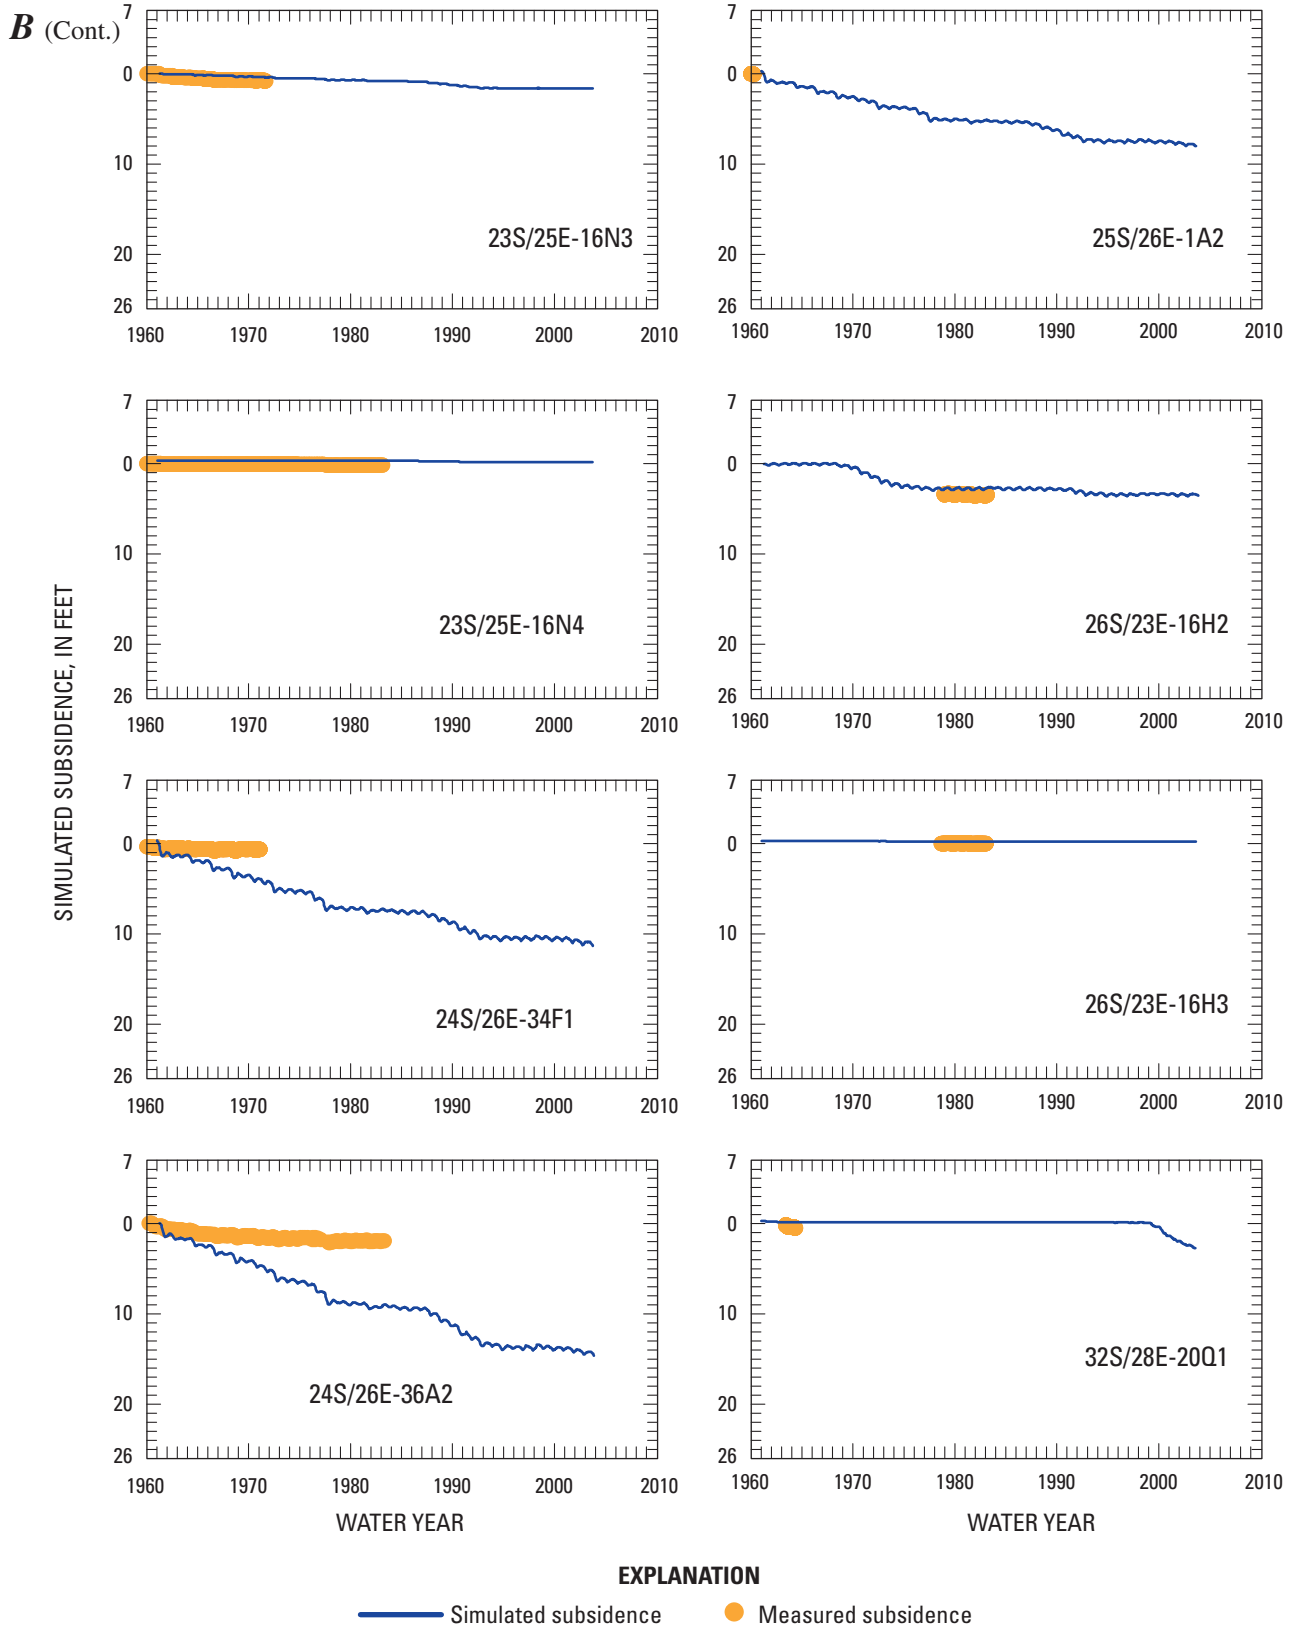 B (Cont.)
7
0
10
20
26
1960 1970 1980 1990 2000 2010
23S/25E-16N3
7
0
10
20
26
1960 1970 1980 1990 2000 2010
25S/26E-1A2
7
0
10
20
26
1960 1970 1980 1990 2000 2010
23S/25E-16N4
7
0
10
20
26
1960 1970 1980 1990 2000 2010
26S/23E-16H2
SIMULATED SUBSIDENCE, IN FEET
7
0
10
20
26
1960 1970 1980 1990 2000 2010
24S/26E-34F1
7
0
10
20
26
1960 1970 1980 1990 2000 2010
26S/23E-16H3
7
0
10
20
26
1960 1970 1980 1990 2000 2010
24S/26E-36A2
WATER YEAR
7
0
10
20
26
1960 1970 1980 1990 2000 2010
32S/28E-20Q1
WATER YEAR
EXPLANATION
Simulated subsidence
Measured subsidence